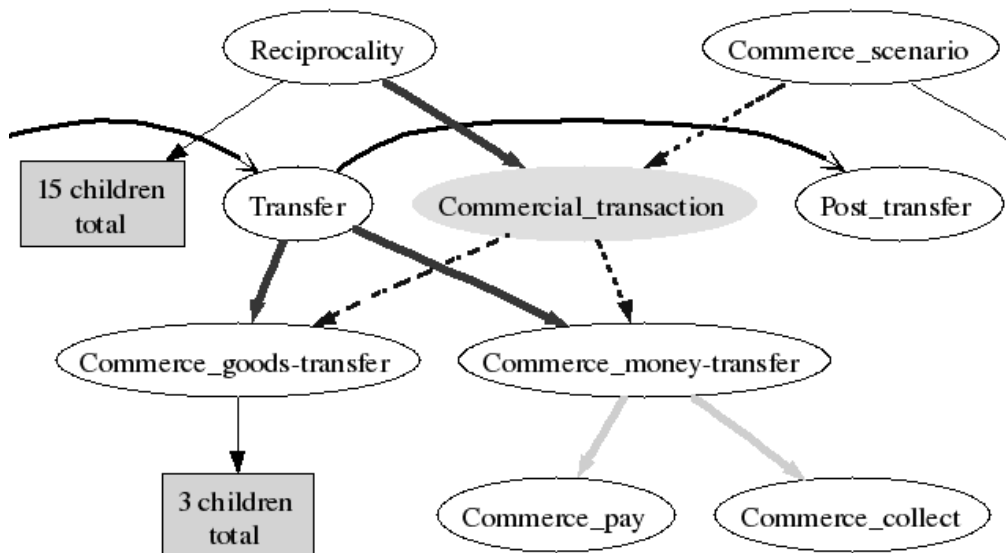 Reciprocality
Commerce_scenario
15 children
total
Transfer
Commercial_transaction
Post_transfer
Commerce_goods-transfer
Commerce_money-transfer
3 children
total
Commerce_pay
Commerce_collect